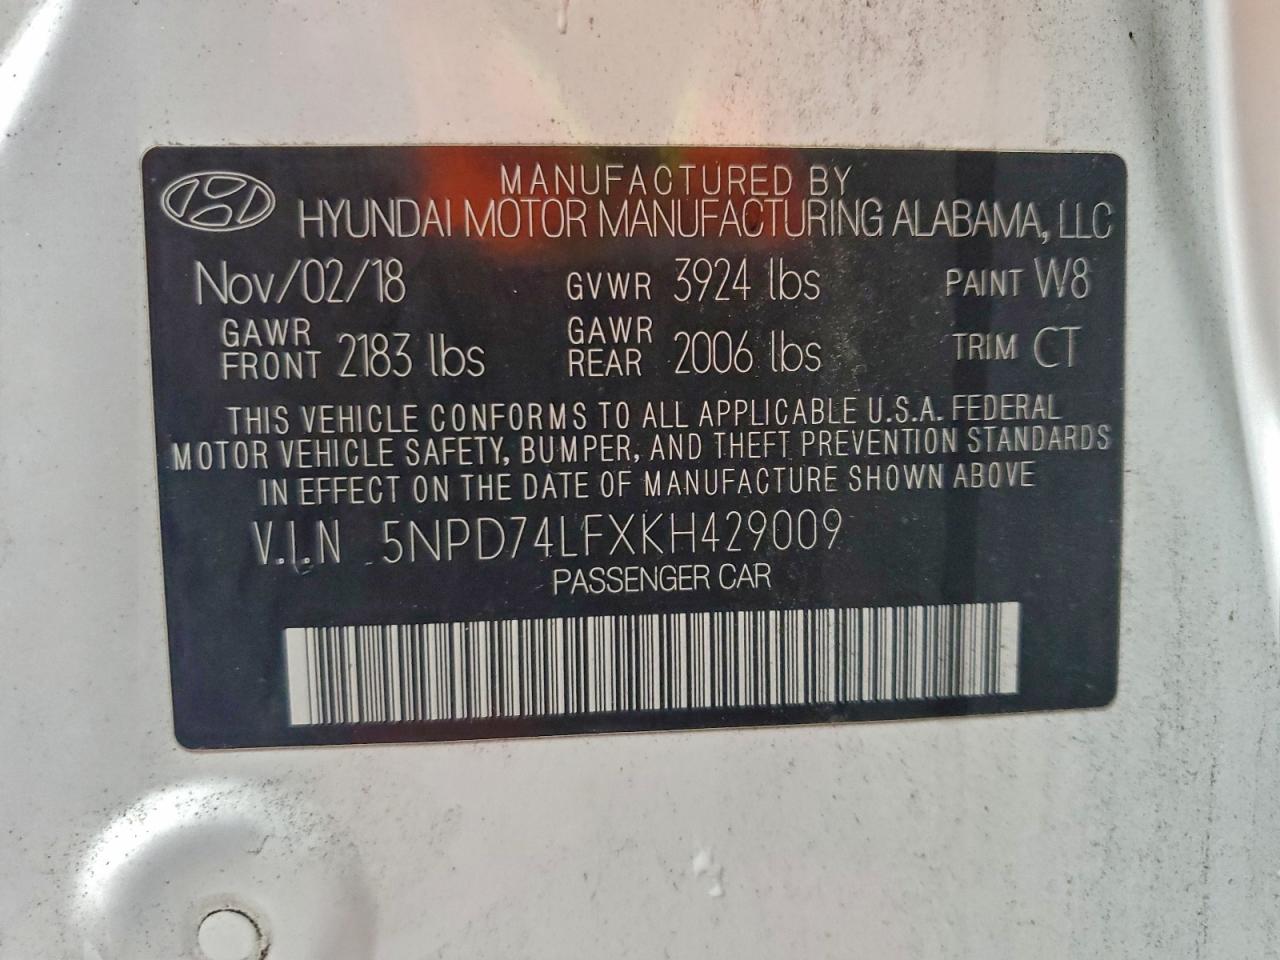 MANUFACTURED BY
HYUNDAI MOTOR MANUFACTURING ALABAMA, LLC
Nov/02/18 GVWR 3924 lbs PAINT W8
GAWR FRONT 2183 lbs GAWR REAR 2006 lbs TRIM CT
THIS VEHICLE CONFORMS TO ALL APPLICABLE U.S.A. FEDERAL
MOTOR VEHICLE SAFETY, BUMPER, AND THEFT PREVENTION STANDARDS
IN EFFECT ON THE DATE OF MANUFACTURE SHOWN ABOVE
V.I.N 5NPD74LFXKH429009
PASSENGER CAR